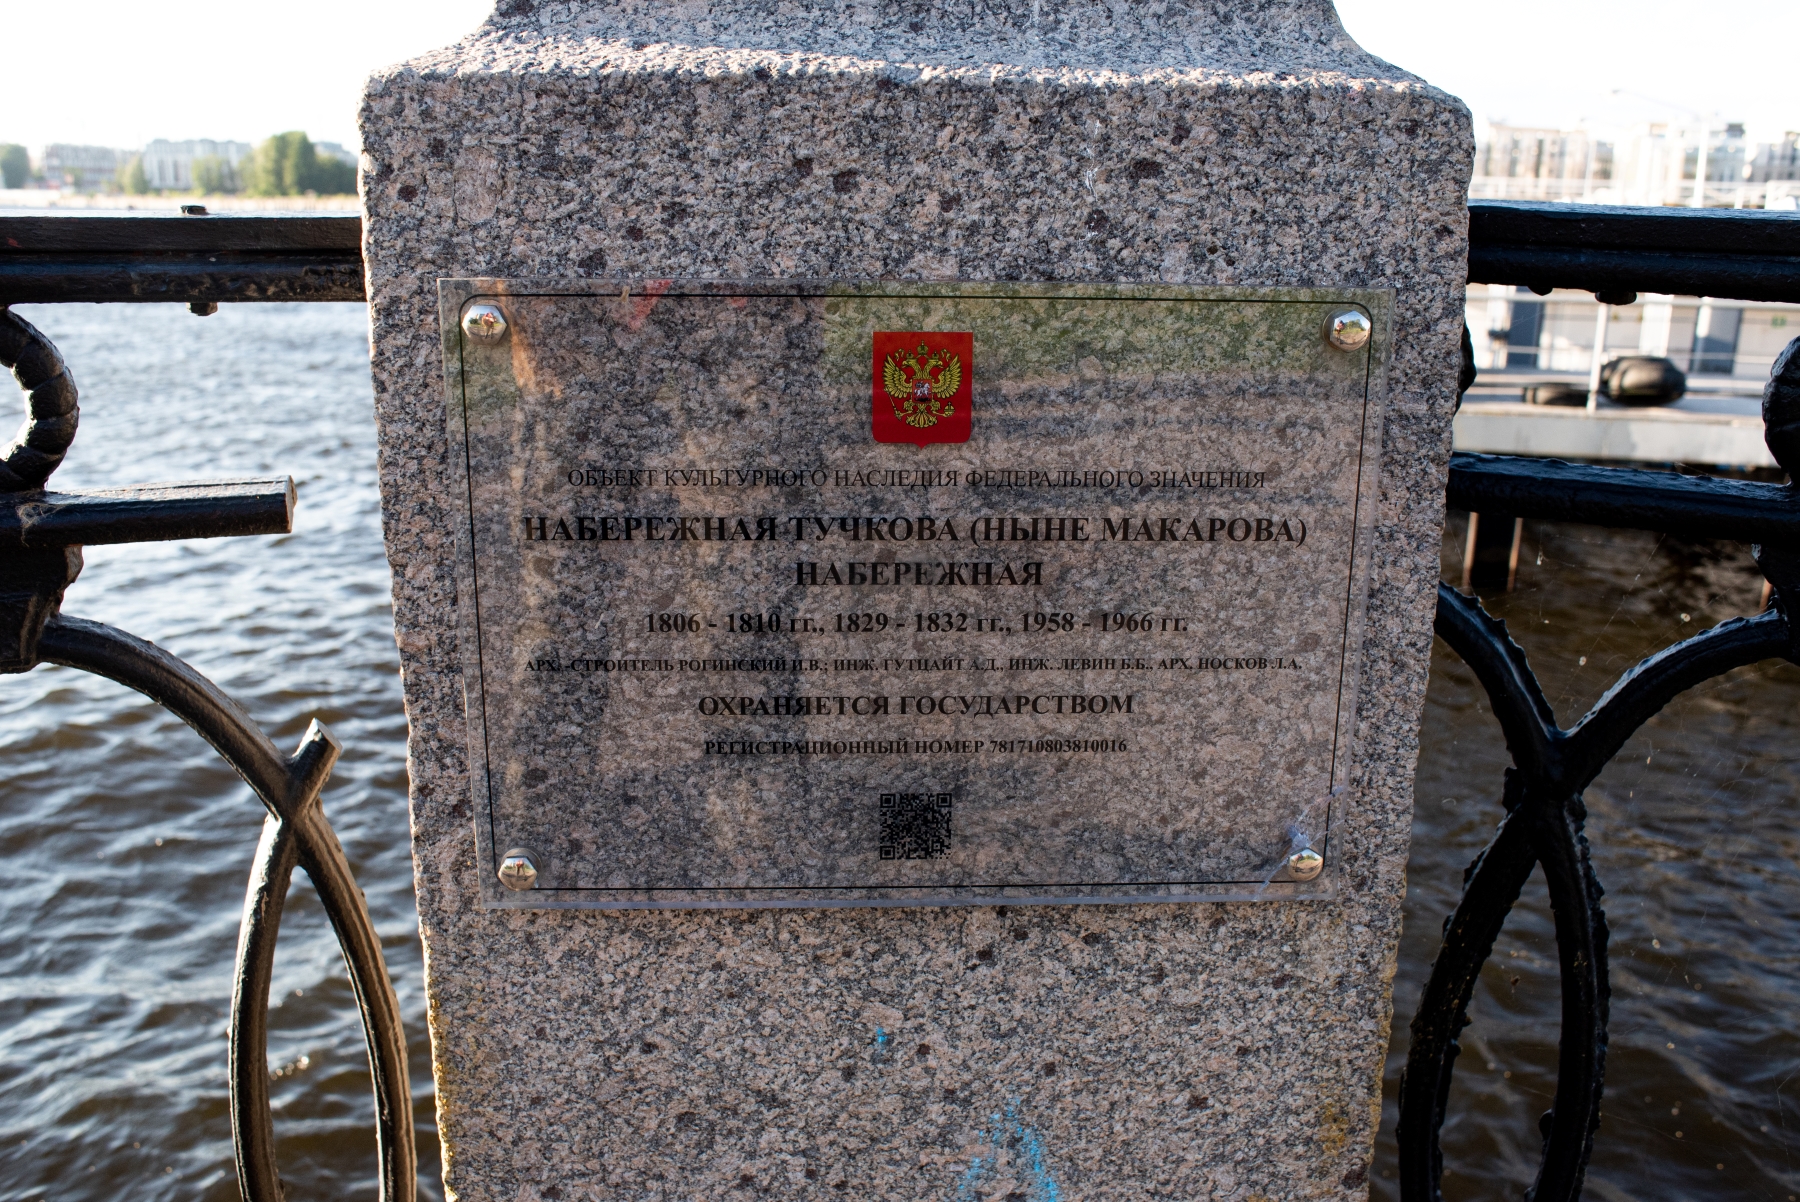 ОБЪЕКТ КУЛЬТУРНОГО НАСЛЕДИЯ ФЕДЕРАЛЬНОГО ЗНАЧЕНИЯ
НАБЕРЕЖНАЯ ТУЧКОВА (НЫНЕ МАКАРОВА)
НАБЕРЕЖНАЯ
1806 - 1810 гг., 1829 - 1832 гг., 1958 - 1966 гг.
АРХ. -СТРОИТЕЛЬ РОГИНСКИЙ И.В.; ИНЖ. ГУТЦАЙТ А.Д., ИНЖ. ЛЕВИН Б.Б., АРХ. НОСКОВ Л.А.
ОХРАНЯЕТСЯ ГОСУДАРСТВОМ
РЕГИСТРАЦИОННЫЙ НОМЕР 781710803810016